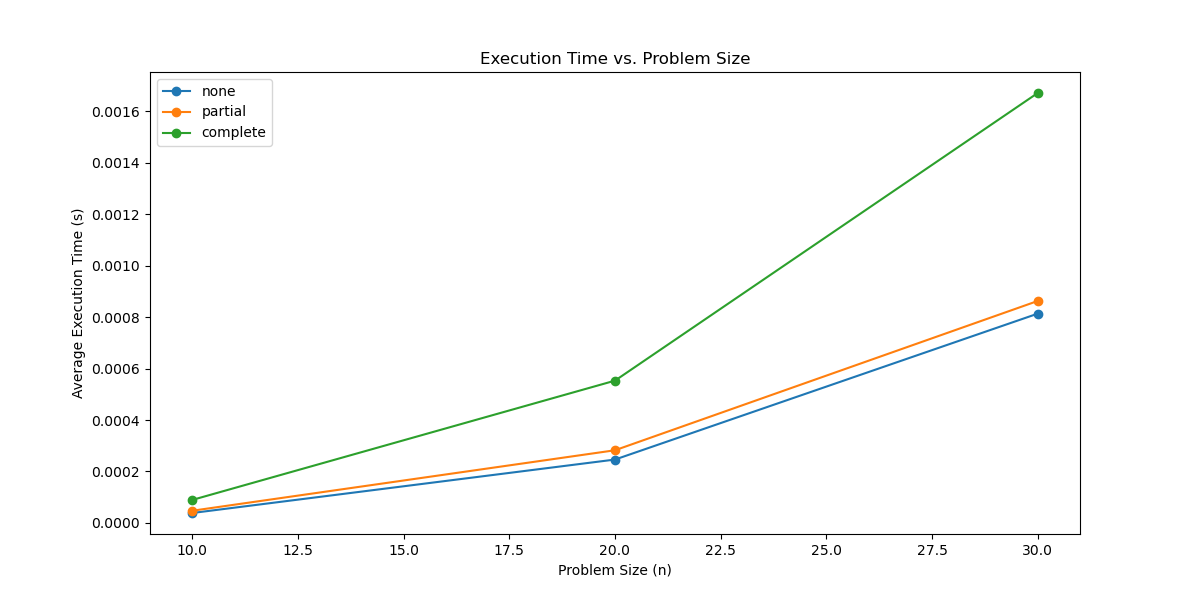 Execution Time vs. Problem Size
none
partial
complete
Average Execution Time (s)
0.0016
0.0014
0.0012
0.0010
0.0008
0.0006
0.0004
0.0002
0.0000
10.0 12.5 15.0 17.5 20.0 22.5 25.0 27.5 30.0
Problem Size (n)